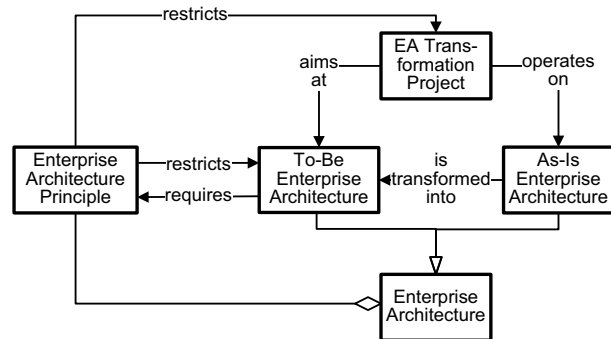 restricts
EA Trans-
formation
Project
aims
at
operates
on
Enterprise
Architecture
Principle
restricts
requires
To-Be
Enterprise
Architecture
is
transformed
into
As-Is
Enterprise
Architecture
Enterprise
Architecture